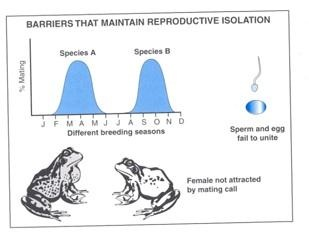 BARRIERS THAT MAINTAIN REPRODUCTIVE ISOLATION
Species A
Species B
% Mating
J F M A M J J A S O N D
Different breeding seasons
Sperm and egg
fail to unite
Female not attracted
by mating call